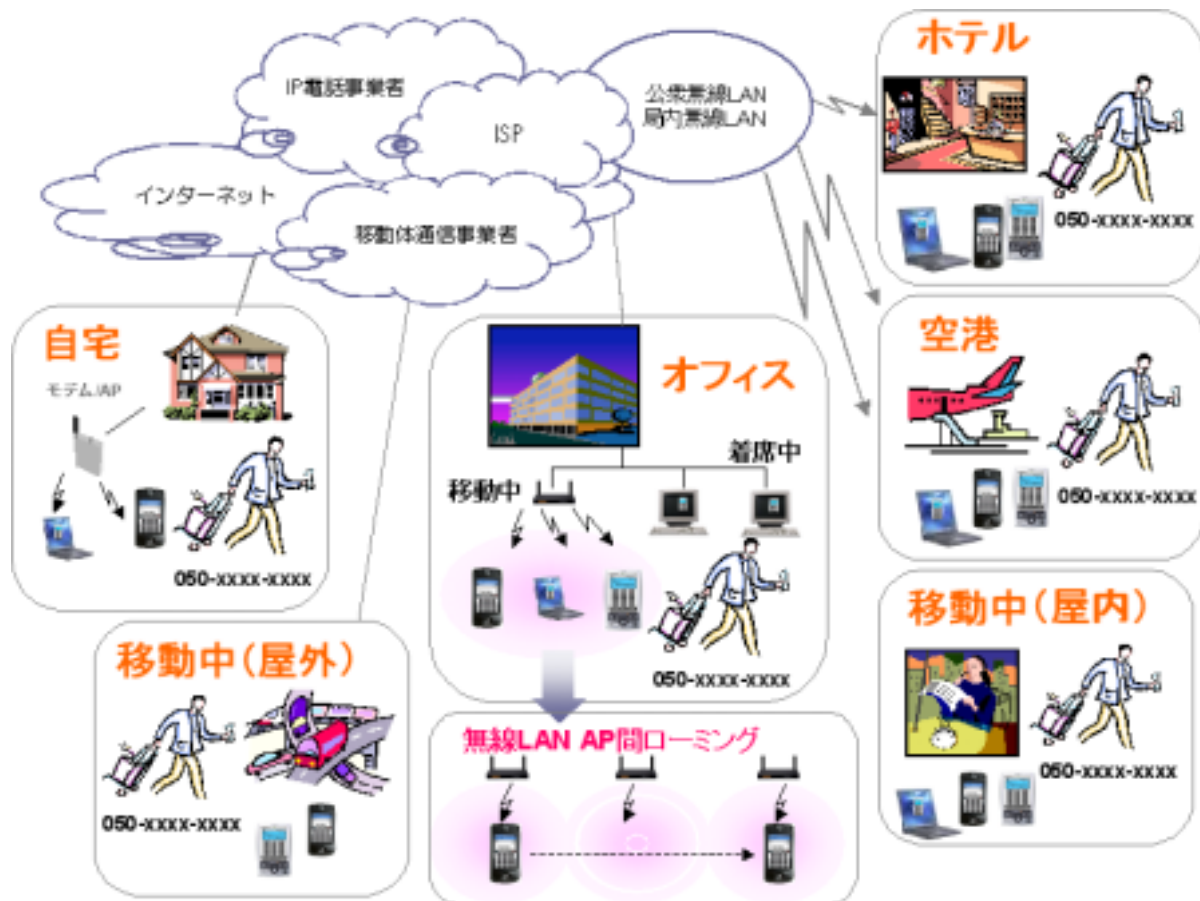 IP電話事業者
ISP
公衆無線LAN
局内無線LAN
インターネット
移動体通信事業者
ホテル
050-xxxx-xxxx
空港
050-xxxx-xxxx
移動中（屋内）
050-xxxx-xxxx
自宅
モデム/AP
050-xxxx-xxxx
オフィス
着席中
移動中
050-xxxx-xxxx
移動中（屋外）
050-xxxx-xxxx
無線LAN AP間ローミング